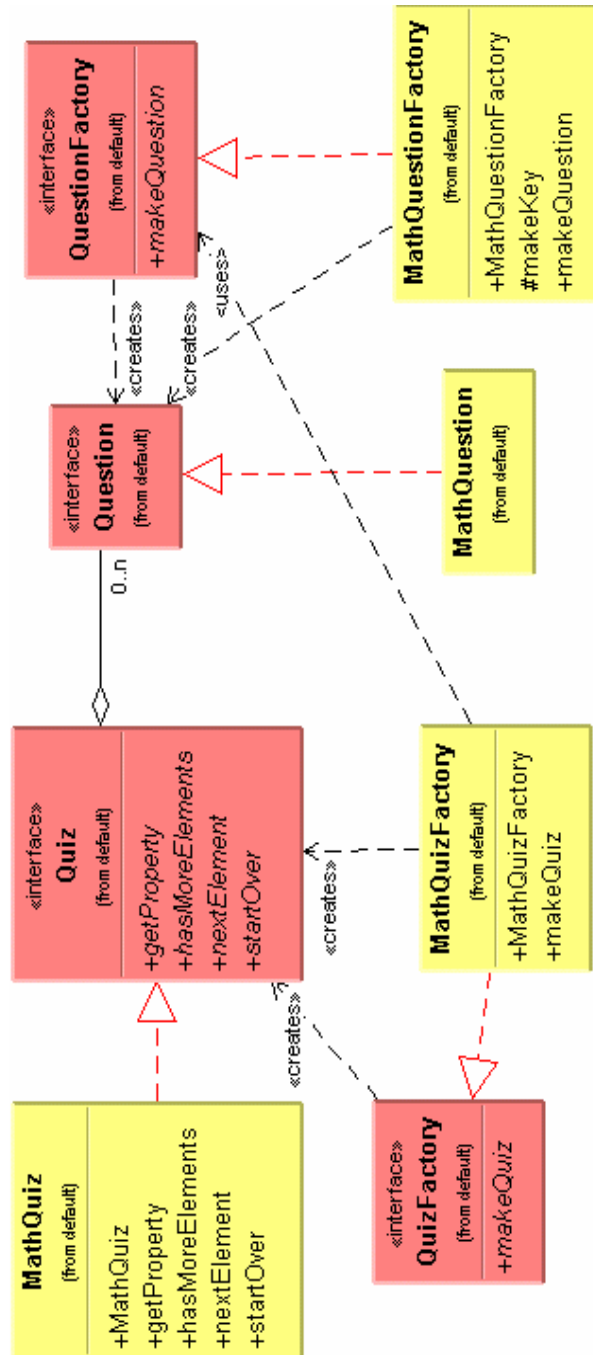 MathQuiz
(from default)
+MathQuiz
+getProperty
+hasMoreElements
+nextElement
+startOver
«interface»
Quiz
(from default)
+getProperty
+hasMoreElements
+nextElement
+startOver
0..n
«interface»
Question
(from default)
«creates»
«creates»
«uses»
«interface»
QuestionFactory
(from default)
+makeQuestion
«interface»
QuizFactory
(from default)
+makeQuiz
«creates»
«creates»
MathQuizFactory
(from default)
+MathQuizFactory
+makeQuiz
MathQuestion
(from default)
MathQuestionFactory
(from default)
+MathQuestionFactory
#makeKey
+makeQuestion